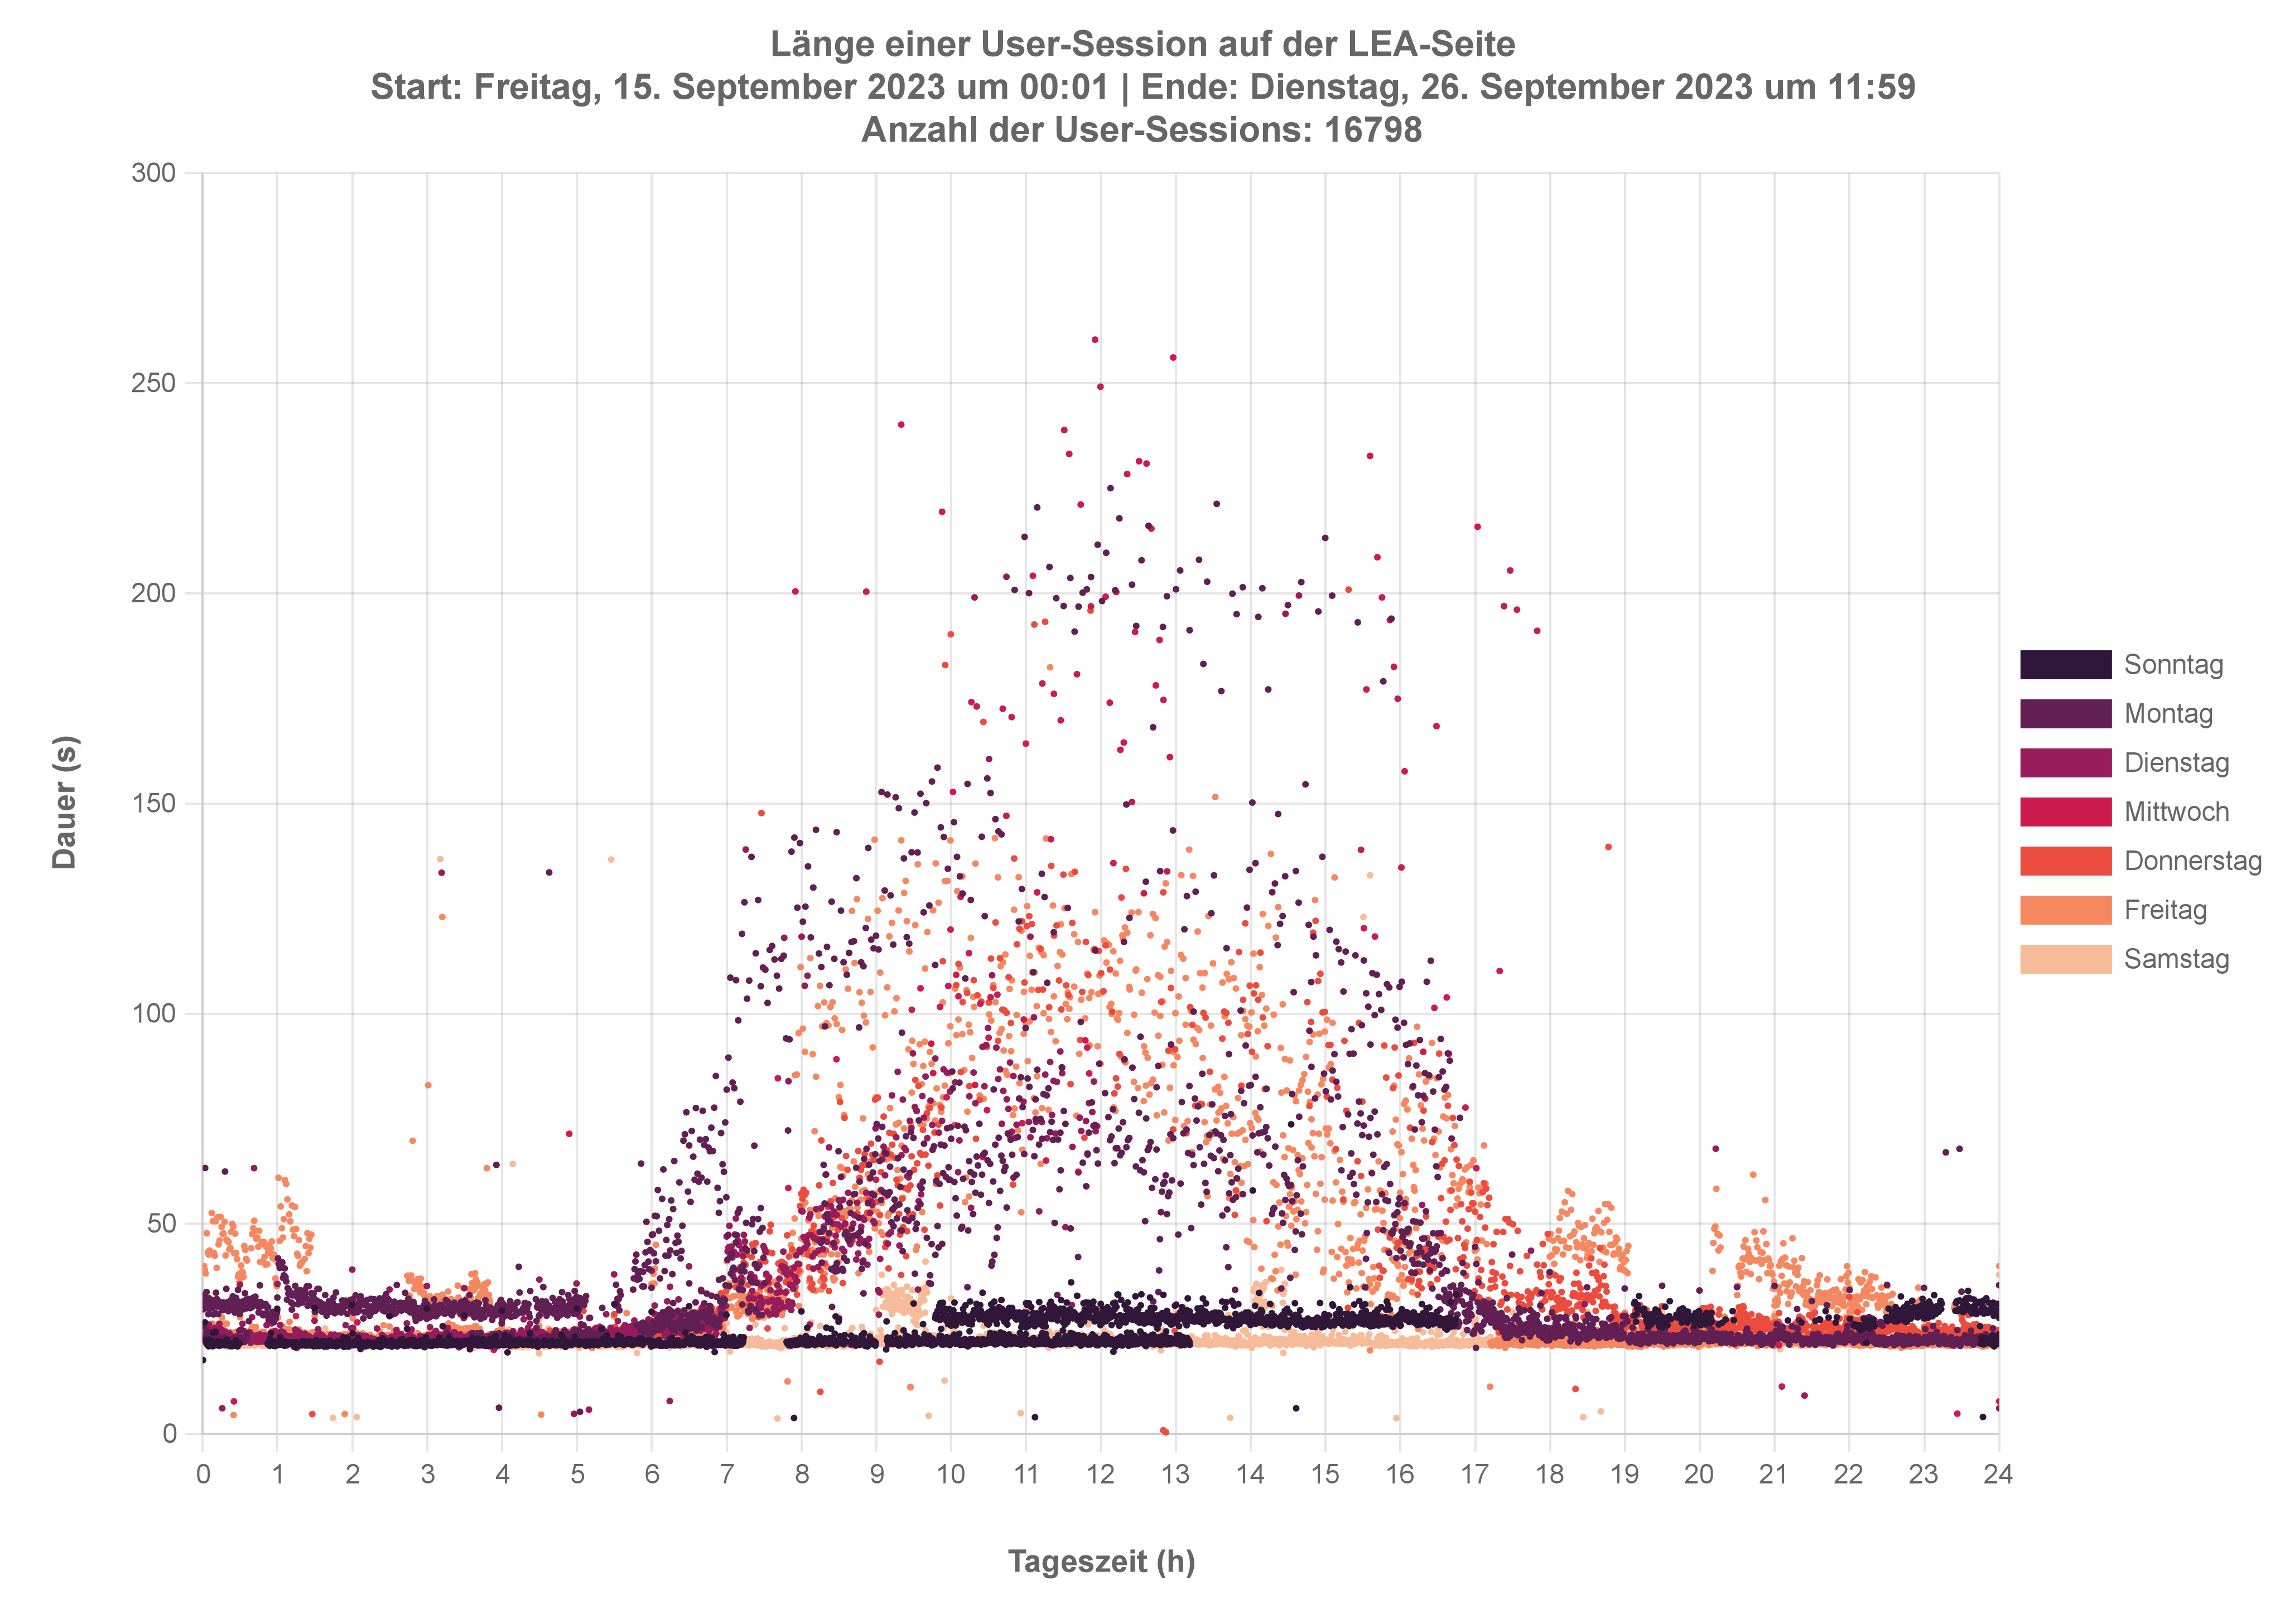 Länge einer User-Session auf der LEA-Seite
Start: Freitag, 15. September 2023 um 00:01 | Ende: Dienstag, 26. September 2023 um 11:59
Anzahl der User-Sessions: 16798
300
250
200
150
100
50
0
Dauer (s)
0 1 2 3 4 5 6 7 8 9 10 11 12 13 14 15 16 17 18 19 20 21 22 23 24
Tageszeit (h)
Sonntag
Montag
Dienstag
Mittwoch
Donnerstag
Freitag
Samstag